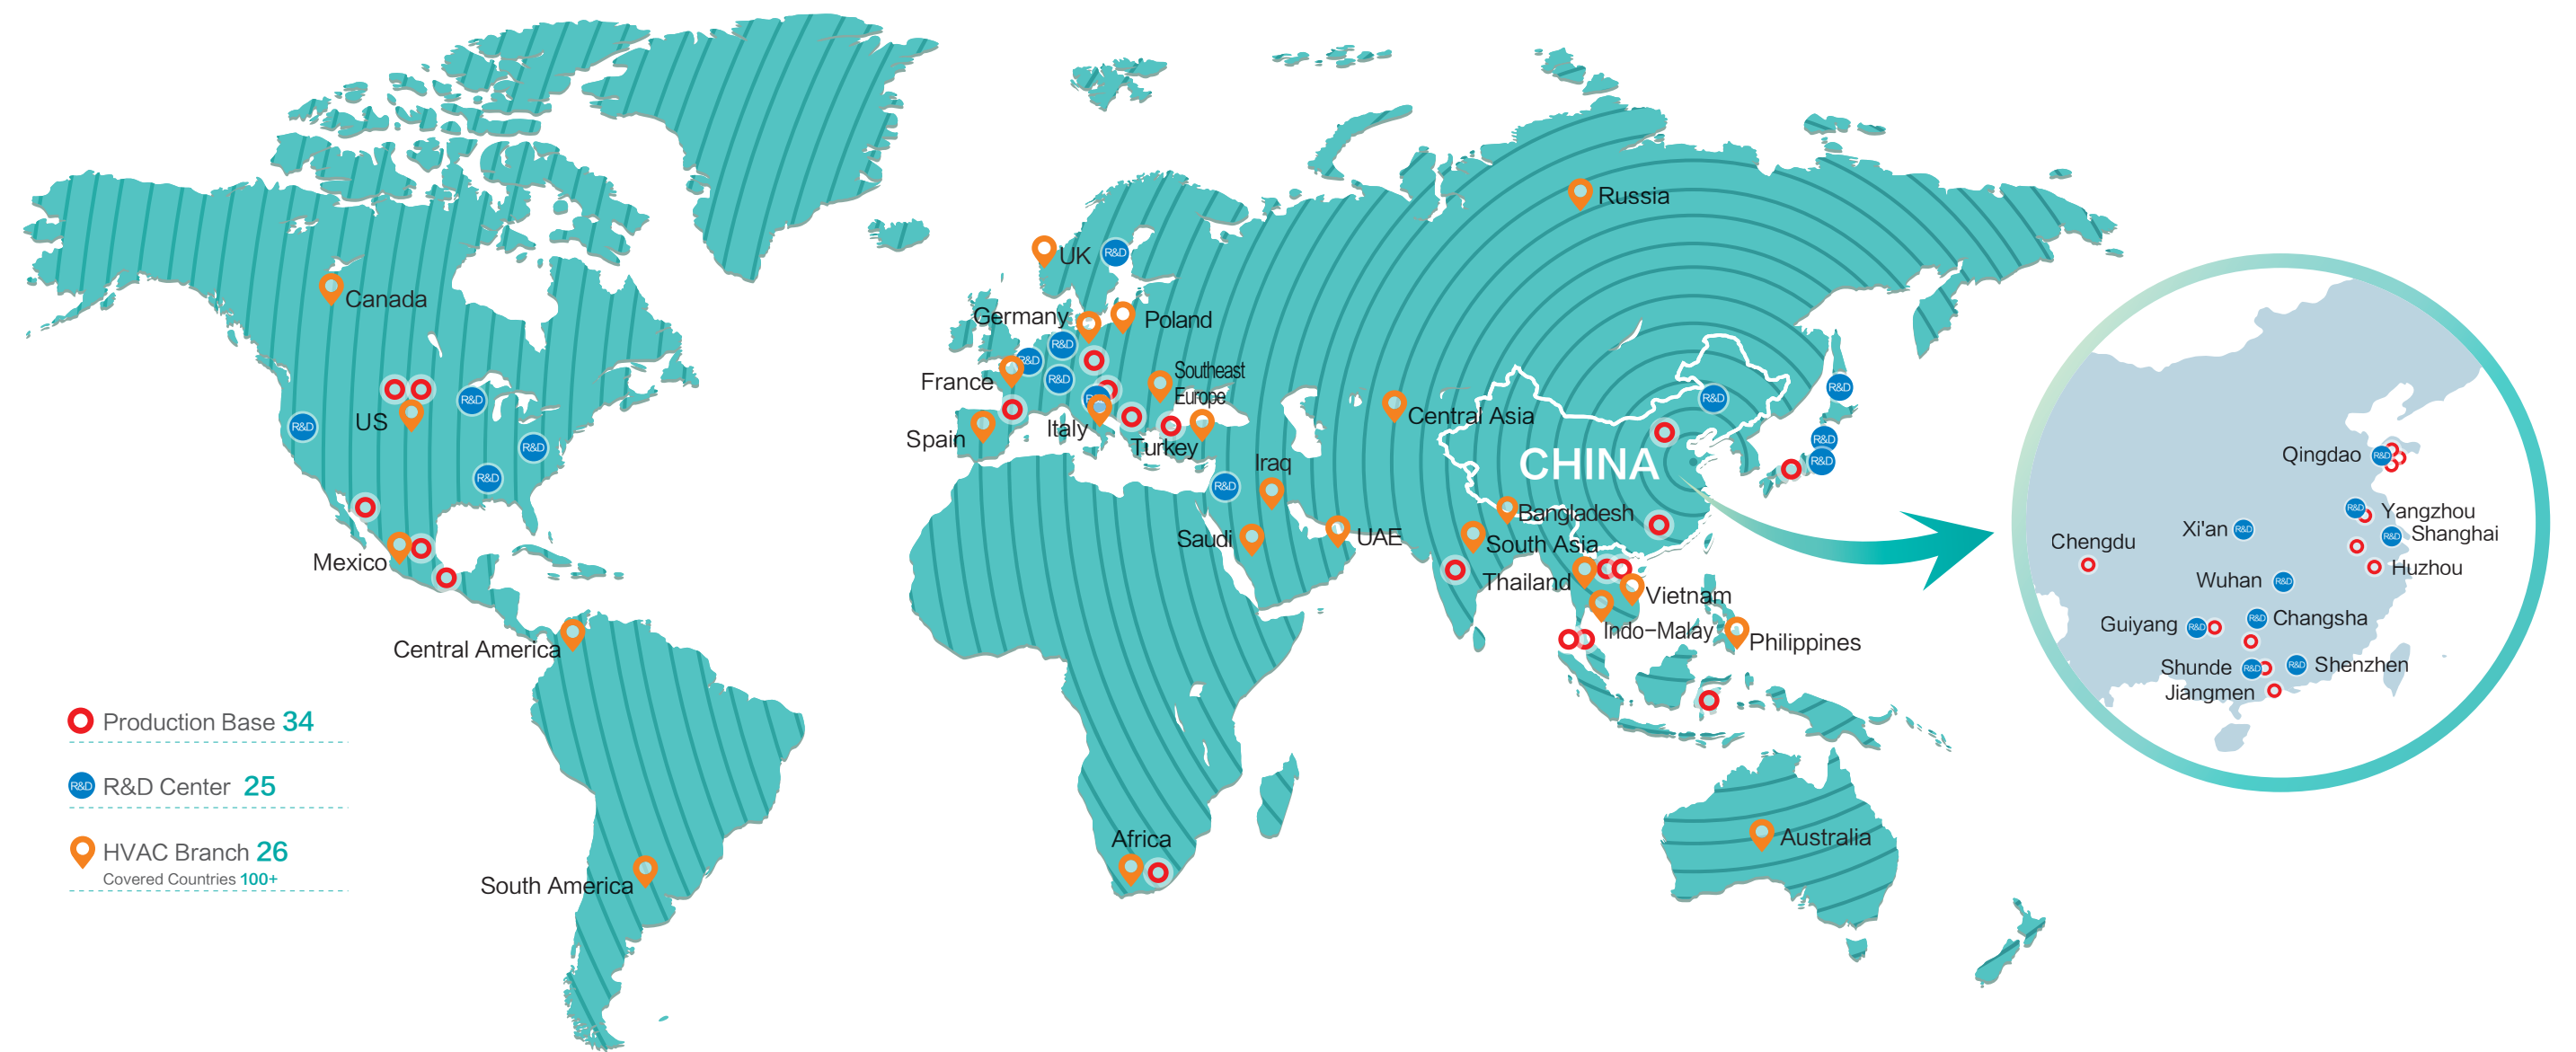 Russia
UK
R&D
Canada
Germany
Poland
R&D
R&D
France
R&D
Southeast
Europe
R&D
R&D
R&D
US
R&D
Spain
Italy
Turkey
Central Asia
R&D
R&D
R&D
R&D
CHINA
R&D
R&D
Iraq
R&D
Saudi
UAE
Bangladesh
South Asia
Thailand
Vietnam
Indo-Malay
Philippines
Mexico
Central America
South America
Africa
Australia
Qingdao
R&D
R&D
Yangzhou
Xi'an
R&D
R&D
Shanghai
Chengdu
Huzhou
Wuhan
R&D
R&D
Changsha
Guiyang
R&D
Shunde
R&D
R&D
Shenzhen
Jiangmen
Production Base 34
R&D
R&D Center 25
HVAC Branch 26
Covered Countries 100+